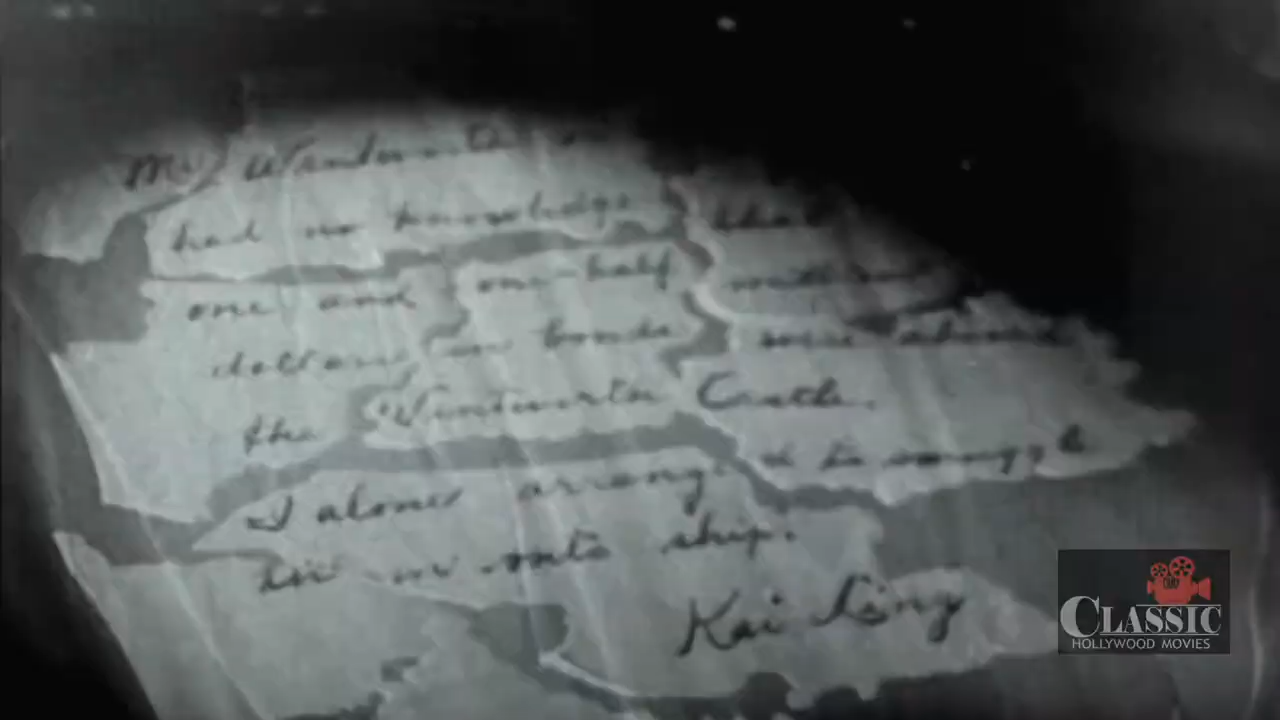 Mr. Wentworth
had no knowledge that
one and one-half million
dollars in bonds were aboard
the Wentworth Castle.
I alone arranged to smuggle
on onto ship.
Kai Ling
CLASSIC
HOLLYWOOD MOVIES